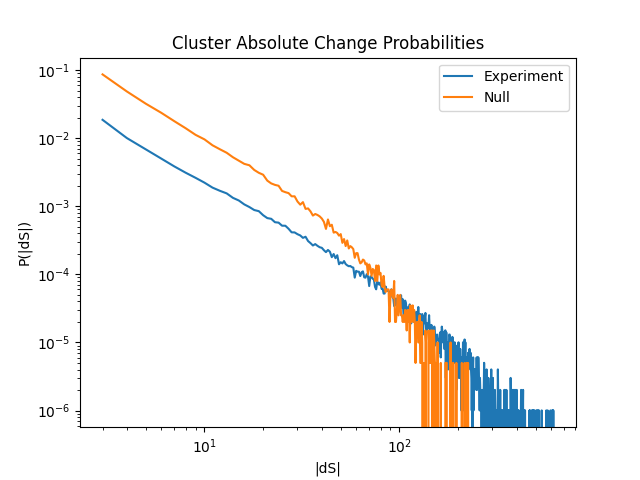 Cluster Absolute Change Probabilities
Experiment
Null
P(|dS|)
10⁻¹
10⁻²
10⁻³
10⁻⁴
10⁻⁵
10⁻⁶
10¹
10²
|dS|